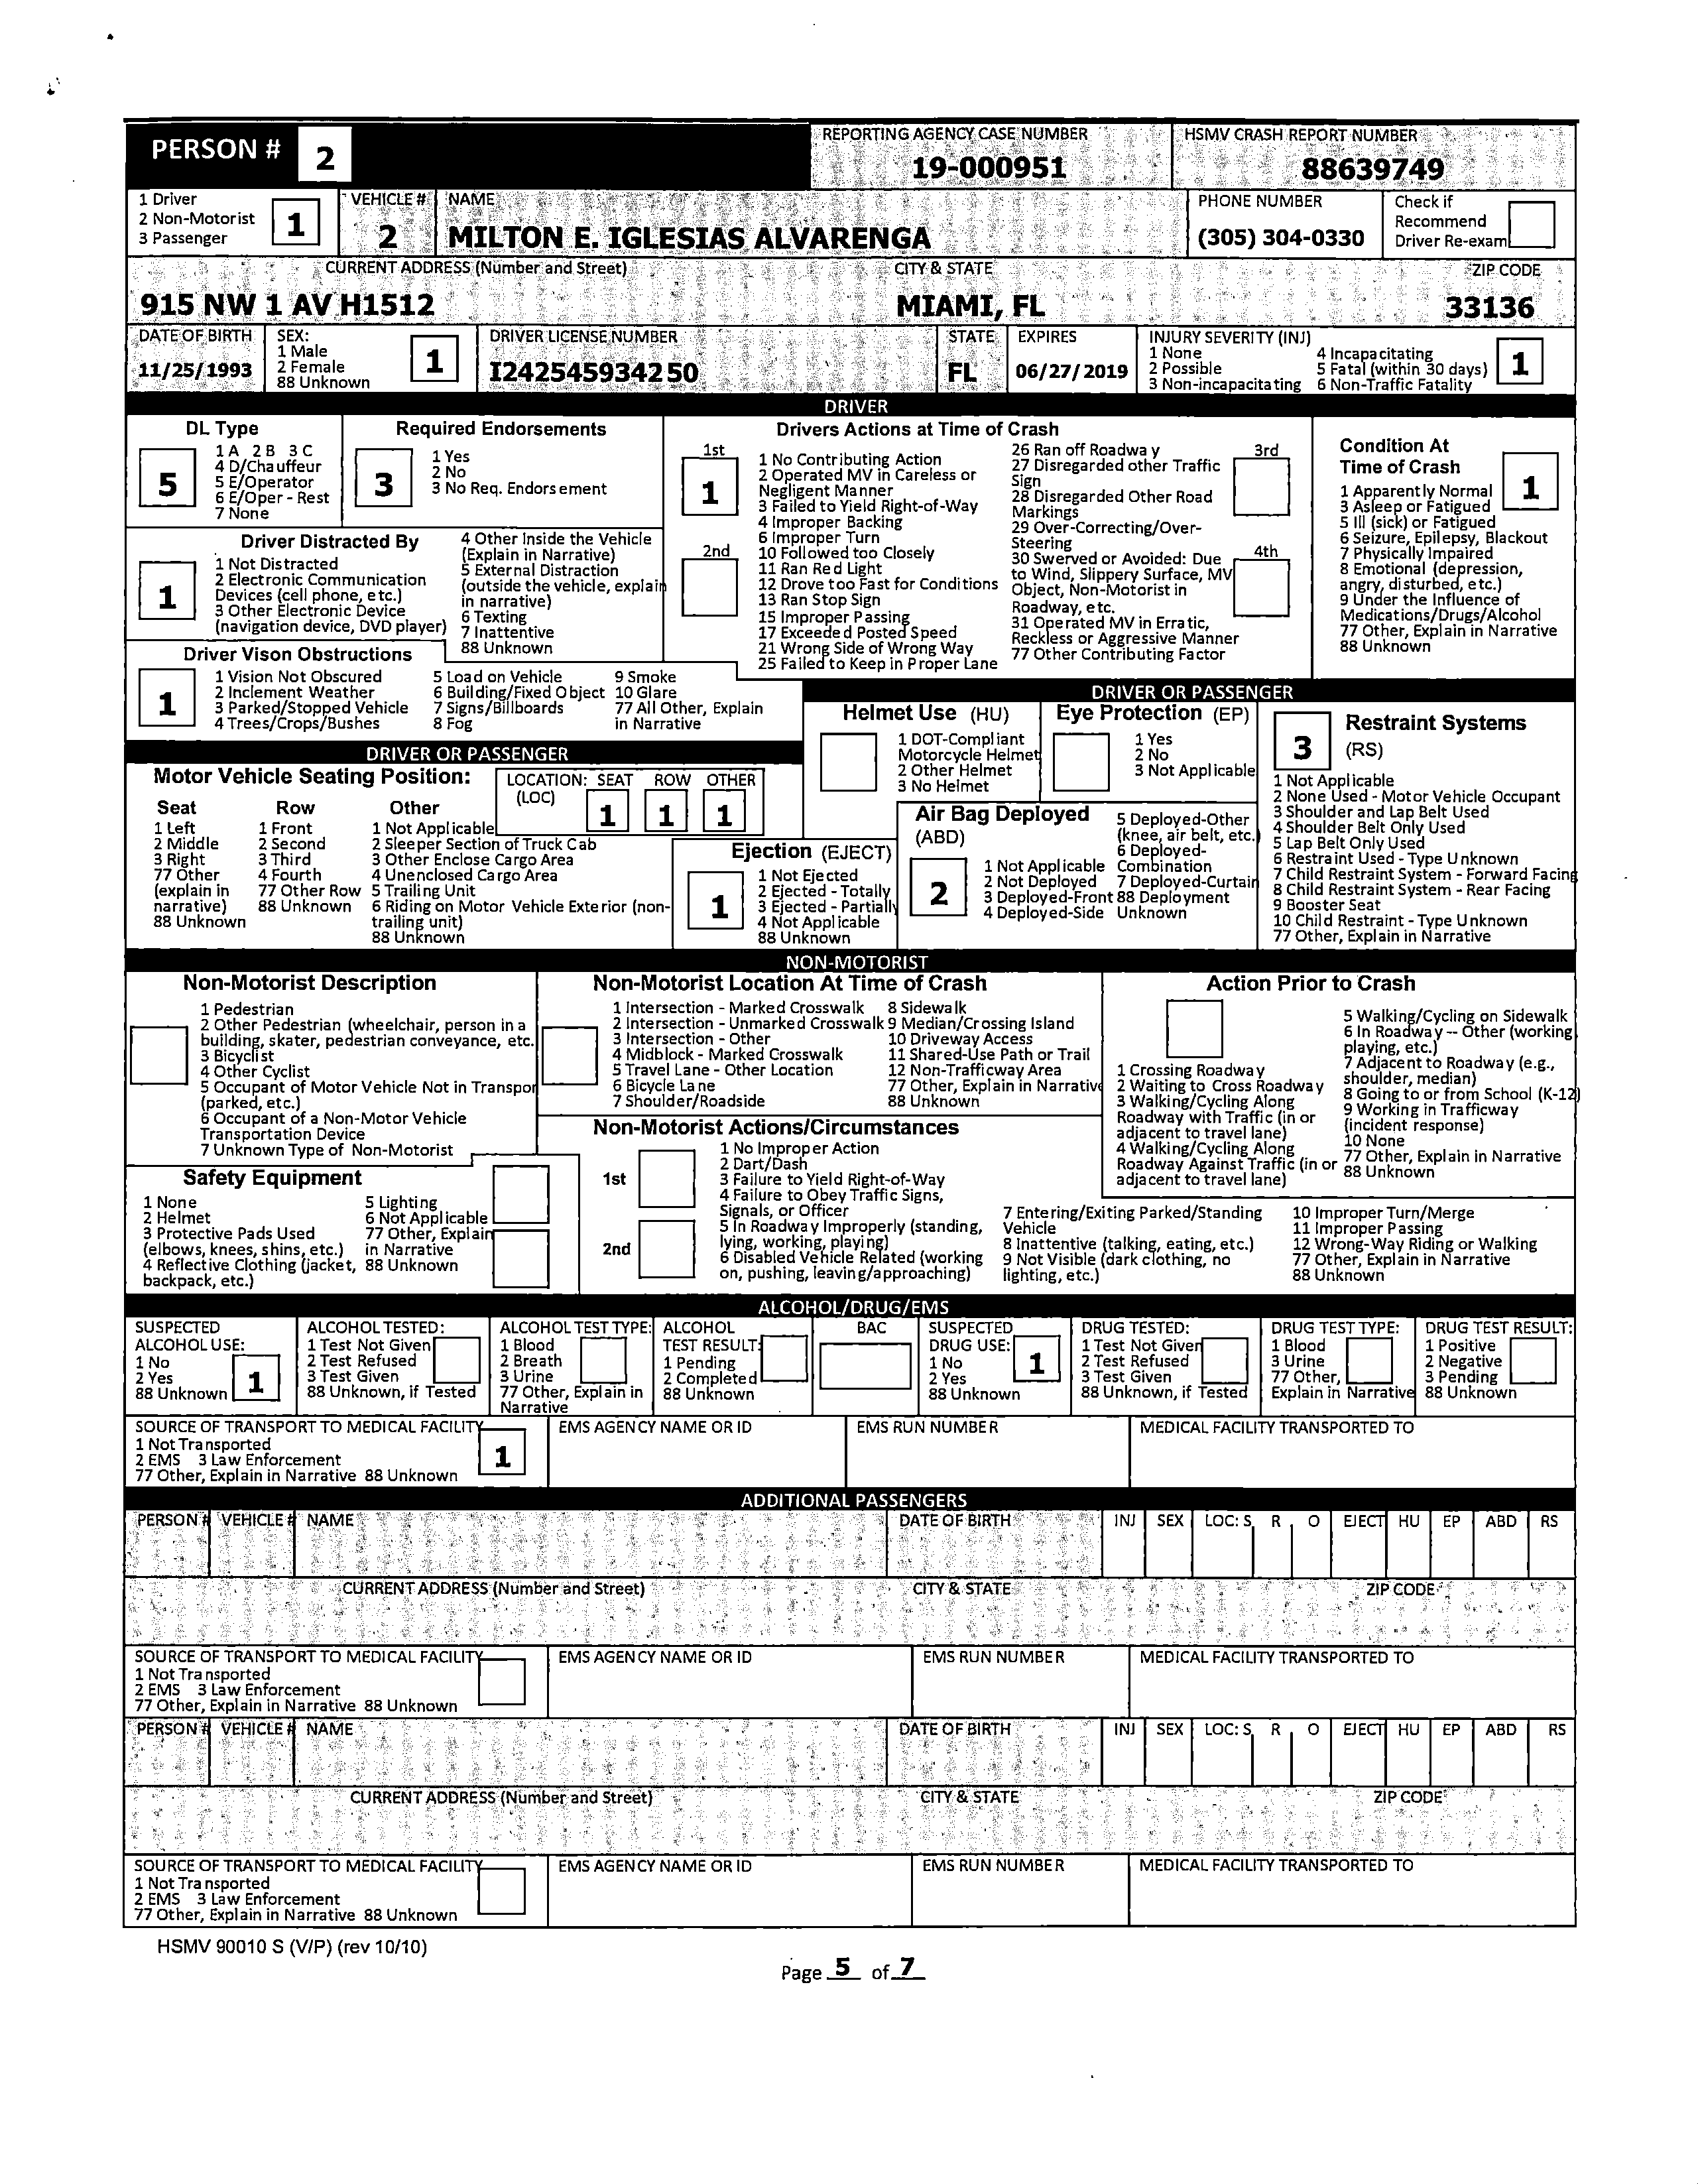 PERSON # 2
REPORTING AGENCY CASE NUMBER
19-000951
HSMV CRASH REPORT NUMBER
88639749
1 Driver
2 Non-Motorist
3 Passenger
1
VEHICLE #
2
NAME
MILTON E. IGLESIAS ALVARENGA
PHONE NUMBER
(305) 304-0330
Check if
Recommend
Driver Re-exam
CURRENT ADDRESS (Number and Street)
915 NW 1 AV H1512
CITY & STATE
MIAMI, FL
ZIP CODE
33136
DATE OF BIRTH
11/25/1993
SEX:
1 Male
2 Female
88 Unknown
1
DRIVER LICENSE NUMBER
I242545934250
STATE
FL
EXPIRES
06/27/2019
INJURY SEVERITY (INJ)
1 None
2 Possible
3 Non-incapacitating
4 Incapacitating
5 Fatal (within 30 days)
6 Non-Traffic Fatality
1
DRIVER
DL Type
5
1 A 2 B 3 C
4 D/Chauffeur
5 E/Operator
6 E/Oper - Rest
7 None
Required Endorsements
3
1 Yes
2 No
3 No Req. Endorsement
Driver Distracted By
1
1 Not Distracted
2 Electronic Communication
Devices (cell phone, etc.)
3 Other Electronic Device
(navigation device, DVD player)
4 Other Inside the Vehicle
(Explain in Narrative)
5 External Distraction
(outside the vehicle, explain
in narrative)
6 Texting
7 Inattentive
88 Unknown
Driver Vison Obstructions
1
1 Vision Not Obscured
2 Inclement Weather
3 Parked/Stopped Vehicle
4 Trees/Crops/Bushes
5 Load on Vehicle
6 Building/Fixed Object
7 Signs/Billboards
8 Fog
9 Smoke
10 Glare
77 All Other, Explain
in Narrative
Drivers Actions at Time of Crash
1st
1
2nd
1 No Contributing Action
2 Operated MV in Careless or
Negligent Manner
3 Failed to Yield Right-of-Way
4 Improper Backing
6 Improper Turn
10 Followed too Closely
11 Ran Red Light
12 Drove too Fast for Conditions
13 Ran Stop Sign
15 Improper Passing
17 Exceeded Posted Speed
21 Wrong Side of Wrong Way
25 Failed to Keep in Proper Lane
26 Ran off Roadway
27 Disregarded other Traffic
Sign
28 Disregarded Other Road
Markings
29 Over-Correcting/Over-
Steering
30 Swerved or Avoided: Due
to Wind, Slippery Surface, MV
Object, Non-Motorist in
Roadway, etc.
31 Operated MV in Erratic,
Reckless or Aggressive Manner
77 Other Contributing Factor
3rd
4th
Condition At
Time of Crash
1
1 Apparently Normal
3 Asleep or Fatigued
5 Ill (sick) or Fatigued
6 Seizure, Epilepsy, Blackout
7 Physically Impaired
8 Emotional (depression,
angry, disturbed, etc.)
9 Under the Influence of
Medications/Drugs/Alcohol
77 Other, Explain in Narrative
88 Unknown
DRIVER OR PASSENGER
Motor Vehicle Seating Position:
LOCATION: SEAT ROW OTHER
(LOC)
1 1 1
Seat
1 Left
2 Middle
3 Right
77 Other
(explain in
narrative)
88 Unknown
Row
1 Front
2 Second
3 Third
4 Fourth
77 Other Row
88 Unknown
Other
1 Not Applicable
2 Sleeper Section of Truck Cab
3 Other Enclose Cargo Area
4 Unenclosed Cargo Area
5 Trailing Unit
6 Riding on Motor Vehicle Exterior (non-
trailing unit)
88 Unknown
DRIVER OR PASSENGER
Helmet Use (HU)
1 DOT-Compliant
Motorcycle Helmet
2 Other Helmet
3 No Helmet
Eye Protection (EP)
1 Yes
2 No
3 Not Applicable
Ejection (EJECT)
1
1 Not Ejected
2 Ejected - Totally
3 Ejected - Partially
4 Not Applicable
88 Unknown
Air Bag Deployed
(ABD)
2
1 Not Applicable
2 Not Deployed
3 Deployed-Front
4 Deployed-Side
5 Deployed-Other
(knee, air belt, etc.)
6 Deployed-
Combination
7 Deployed-Curtain
88 Deployment
Unknown
3
Restraint Systems
(RS)
1 Not Applicable
2 None Used - Motor Vehicle Occupant
3 Shoulder and Lap Belt Used
4 Shoulder Belt Only Used
5 Lap Belt Only Used
6 Restraint Used - Type Unknown
7 Child Restraint System - Forward Facing
8 Child Restraint System - Rear Facing
9 Booster Seat
10 Child Restraint - Type Unknown
77 Other, Explain in Narrative
NON-MOTORIST
Non-Motorist Description
1 Pedestrian
2 Other Pedestrian (wheelchair, person in a
building, skater, pedestrian conveyance, etc.
3 Bicyclist
4 Other Cyclist
5 Occupant of Motor Vehicle Not in Transpor
(parked, etc.)
6 Occupant of a Non-Motor Vehicle
Transportation Device
7 Unknown Type of Non-Motorist
Non-Motorist Location At Time of Crash
1 Intersection - Marked Crosswalk
2 Intersection - Unmarked Crosswalk
3 Intersection - Other
4 Midblock - Marked Crosswalk
5 Travel Lane - Other Location
6 Bicycle Lane
7 Shoulder/Roadside
8 Sidewalk
9 Median/Crossing Island
10 Driveway Access
11 Shared-Use Path or Trail
12 Non-Trafficway Area
77 Other, Explain in Narrative
88 Unknown
Action Prior to Crash
1 Crossing Roadway
2 Waiting to Cross Roadway
3 Walking/Cycling Along
Roadway with Traffic (in or
adjacent to travel lane)
4 Walking/Cycling Along
Roadway Against Traffic (in or
adjacent to travel lane)
5 Walking/Cycling on Sidewalk
6 In Roadway -- Other (working
playing, etc.)
7 Adjacent to Roadway (e.g.,
shoulder, median)
8 Going to or from School (K-12)
9 Working in Trafficway
(incident response)
10 None
77 Other, Explain in Narrative
88 Unknown
Safety Equipment
1 None
2 Helmet
3 Protective Pads Used
(elbows, knees, shins, etc.)
4 Reflective Clothing (jacket,
backpack, etc.)
5 Lighting
6 Not Applicable
77 Other, Explain
in Narrative
88 Unknown
Non-Motorist Actions/Circumstances
1st
2nd
1 No Improper Action
2 Dart/Dash
3 Failure to Yield Right-of-Way
4 Failure to Obey Traffic Signs,
Signals, or Officer
5 In Roadway Improperly (standing,
lying, working, playing)
6 Disabled Vehicle Related (working
on, pushing, leaving/approaching)
7 Entering/Exiting Parked/Standing
Vehicle
8 Inattentive (talking, eating, etc.)
9 Not Visible (dark clothing, no
lighting, etc.)
10 Improper Turn/Merge
11 Improper Passing
12 Wrong-Way Riding or Walking
77 Other, Explain in Narrative
88 Unknown
ALCOHOL/DRUG/EMS
SUSPECTED
ALCOHOL USE:
1 No
2 Yes
88 Unknown
1
ALCOHOL TESTED:
1 Test Not Given
2 Test Refused
3 Test Given
88 Unknown, if Tested
ALCOHOL TEST TYPE:
1 Blood
2 Breath
3 Urine
77 Other, Explain in
Narrative
ALCOHOL
TEST RESULT:
1 Pending
2 Completed
88 Unknown
BAC
SUSPECTED
DRUG USE:
1 No
2 Yes
88 Unknown
1
DRUG TESTED:
1 Test Not Given
2 Test Refused
3 Test Given
88 Unknown, if Tested
DRUG TEST TYPE:
1 Blood
3 Urine
77 Other,
Explain in Narrative
DRUG TEST RESULT:
1 Positive
2 Negative
3 Pending
88 Unknown
SOURCE OF TRANSPORT TO MEDICAL FACILITY
1 Not Transported
2 EMS 3 Law Enforcement
77 Other, Explain in Narrative 88 Unknown
1
EMS AGENCY NAME OR ID
EMS RUN NUMBER
MEDICAL FACILITY TRANSPORTED TO
ADDITIONAL PASSENGERS
PERSON # VEHICLE # NAME DATE OF BIRTH INJ SEX LOC: S R O EJECT HU EP ABD RS
CURRENT ADDRESS (Number and Street) CITY & STATE ZIP CODE
SOURCE OF TRANSPORT TO MEDICAL FACILITY
1 Not Transported
2 EMS 3 Law Enforcement
77 Other, Explain in Narrative 88 Unknown
EMS AGENCY NAME OR ID
EMS RUN NUMBER
MEDICAL FACILITY TRANSPORTED TO
PERSON # VEHICLE # NAME DATE OF BIRTH INJ SEX LOC: S R O EJECT HU EP ABD RS
CURRENT ADDRESS (Number and Street) CITY & STATE ZIP CODE
SOURCE OF TRANSPORT TO MEDICAL FACILITY
1 Not Transported
2 EMS 3 Law Enforcement
77 Other, Explain in Narrative 88 Unknown
EMS AGENCY NAME OR ID
EMS RUN NUMBER
MEDICAL FACILITY TRANSPORTED TO
HSMV 90010 S (V/P) (rev 10/10)
Page 5 of 7